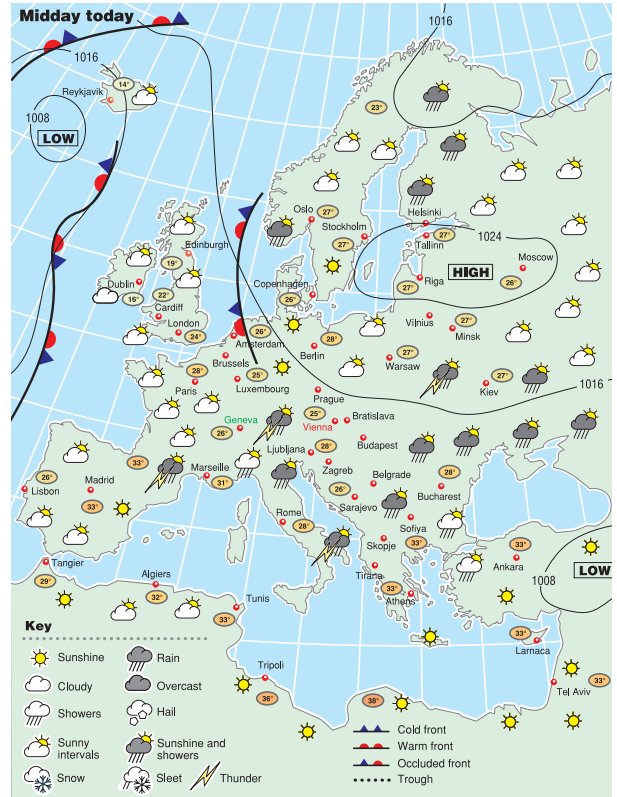 Midday today
1016
1016
14°
Reykjavik
1008
LOW
23°
Oslo
27°
Stockholm
27°
Helsinki
27°
Tallinn
1024
HIGH
Moscow
26°
Riga
27°
Edinburgh
19°
Dublin
16°
22°
Cardiff
London
24°
Copenhagen
26°
Amsterdam
26°
Berlin
28°
Vilnius
27°
Minsk
Warsaw
27°
Kiev
27°
1016
Brussels
28°
Paris
25°
Luxembourg
Prague
25°
Bratislava
Vienna
Geneva
26°
Budapest
Ljubljana
28°
Zagreb
33°
Marseille
31°
26°
Lisbon
Madrid
33°
Belgrade
28°
Bucharest
26°
Sarajevo
Rome
28°
Sofiya
33°
Skopje
Tirana
33°
Athens
33°
Ankara
1008
LOW
Tangier
29°
Algiers
32°
Tunis
33°
33°
Larnaca
Tripoli
36°
38°
33°
Tel Aviv
Key
Sunshine
Rain
Cloudy
Overcast
Showers
Hail
Sunny
intervals
Sunshine and
showers
Snow
Sleet
Thunder
Cold front
Warm front
Occluded front
Trough